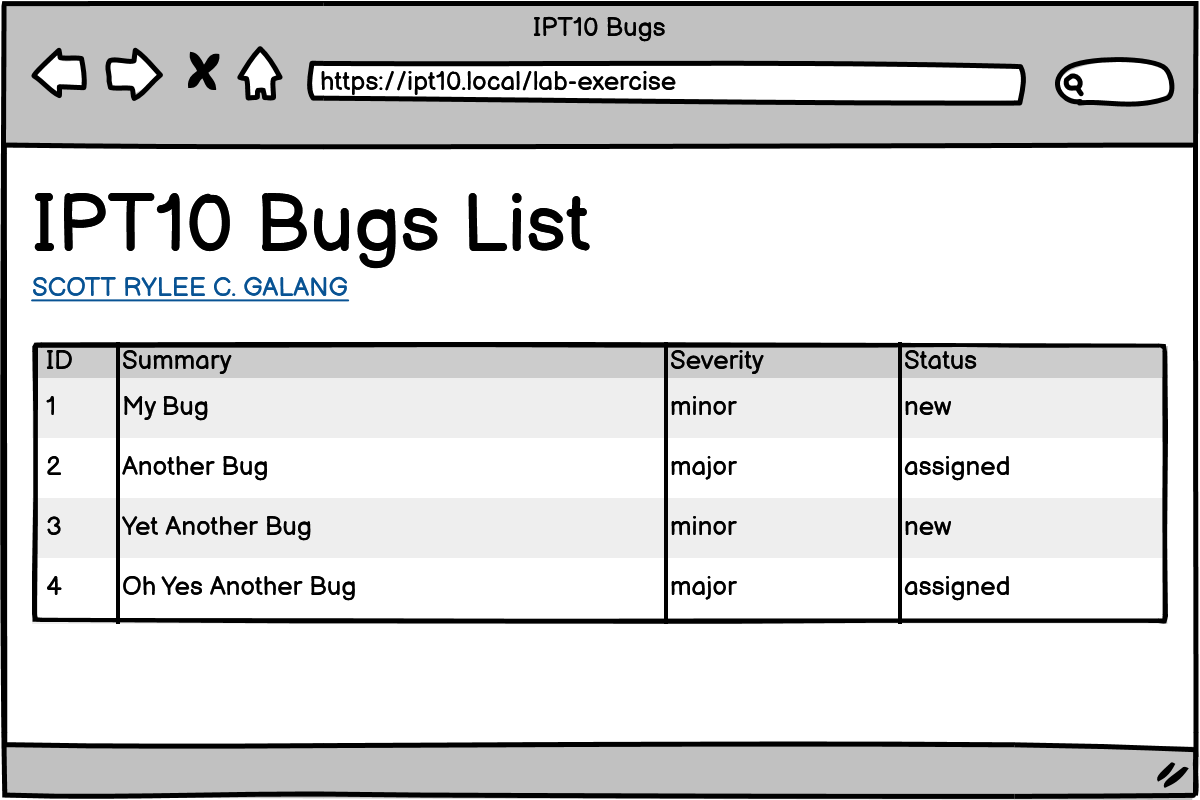 IPT10 Bugs
https://ipt10.local/lab-exercise
IPT10 Bugs List
SCOTT RYLEE C. GALANG
ID Summary Severity Status
1 My Bug minor new
2 Another Bug major assigned
3 Yet Another Bug minor new
4 Oh Yes Another Bug major assigned